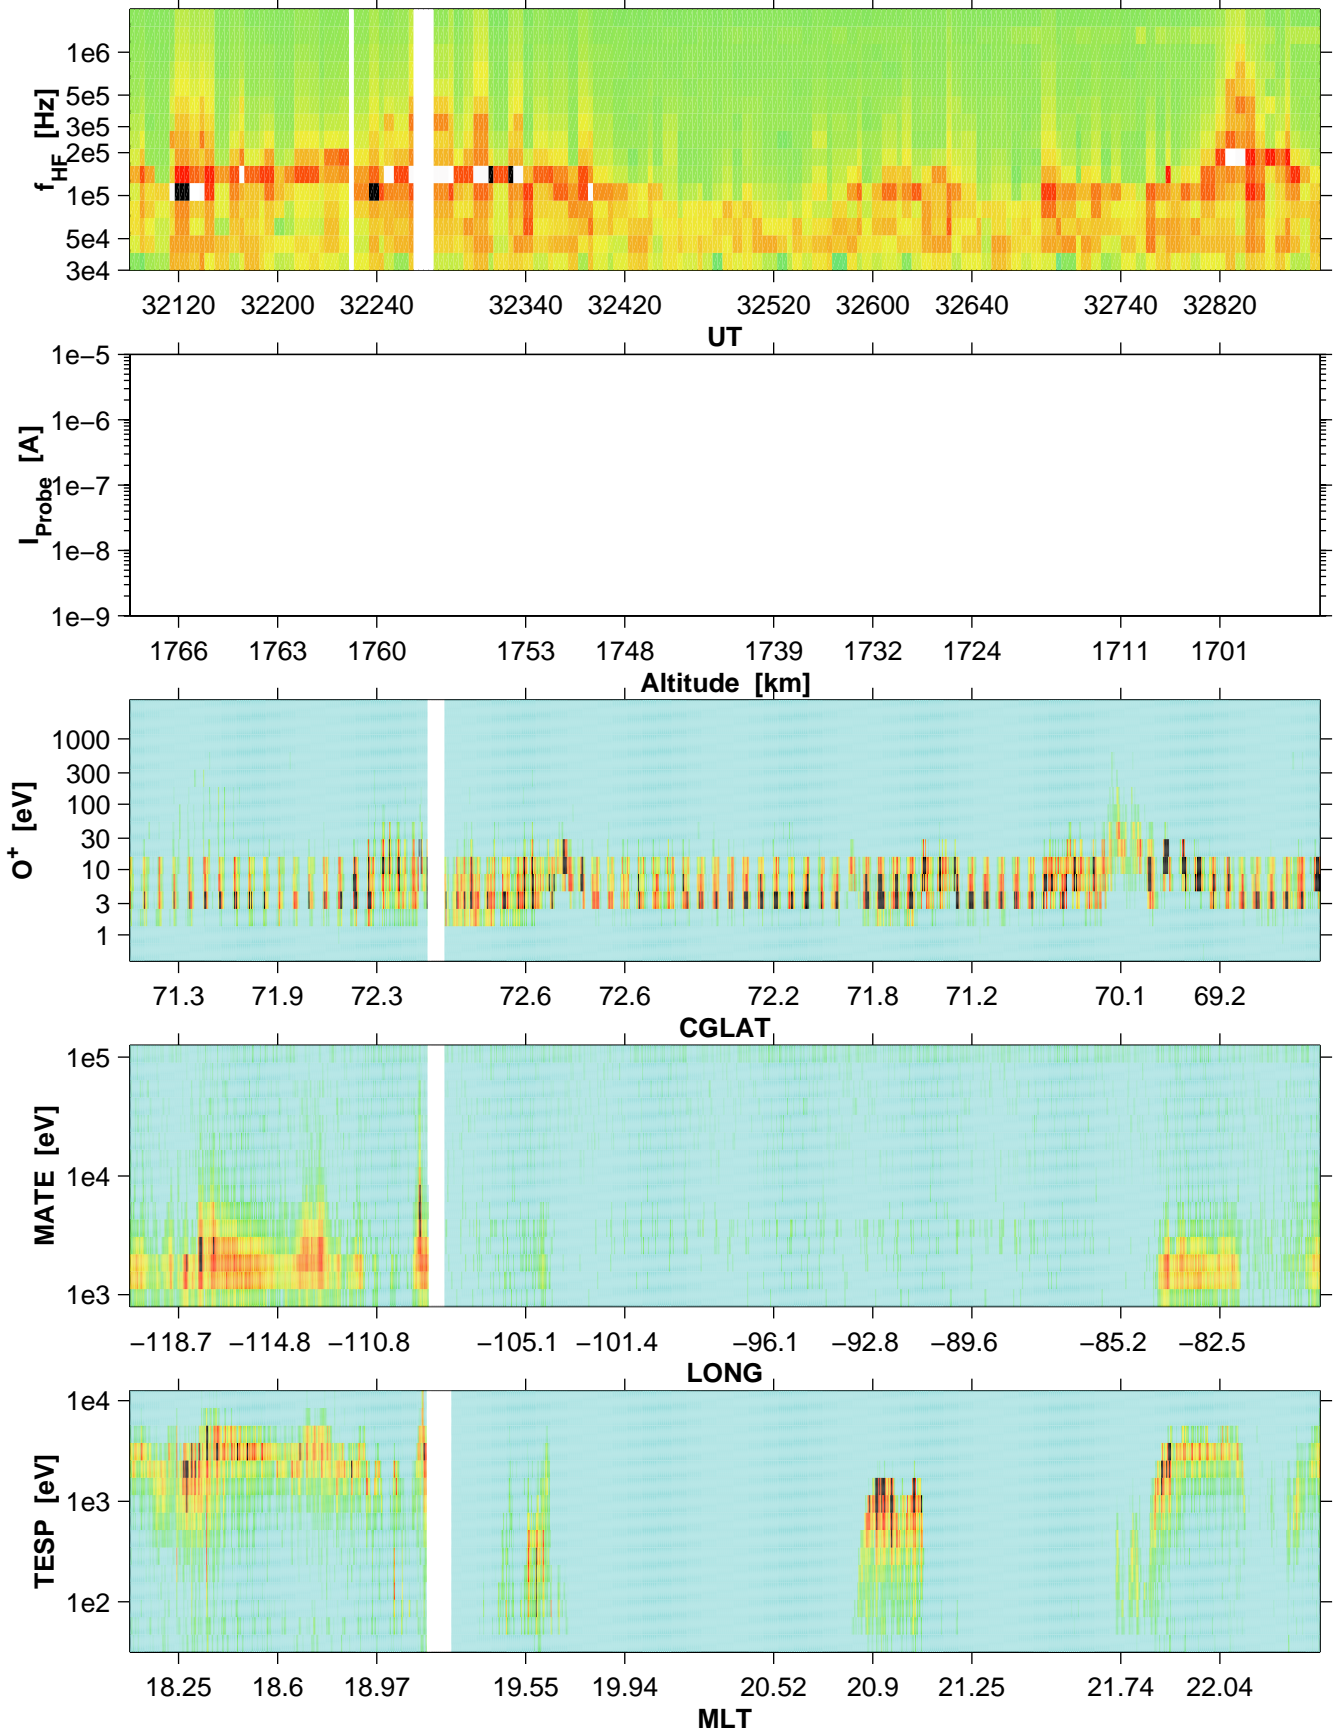 1e6
5e5
3e5
2e5
1e5
5e4
3e4
f_HF [Hz]
32120 32200 32240 32340 32420 32520 32600 32640 32740 32820
UT
1e−5
1e−6
1e−7
1e−8
1e−9
I_Probe [A]
1766 1763 1760 1753 1748 1739 1732 1724 1711 1701
Altitude [km]
1000
300
100
30
10
3
1
O⁺ [eV]
71.3 71.9 72.3 72.6 72.6 72.2 71.8 71.2 70.1 69.2
CGLAT
1e5
1e4
1e3
MATE [eV]
−118.7 −114.8 −110.8 −105.1 −101.4 −96.1 −92.8 −89.6 −85.2 −82.5
LONG
1e4
1e3
1e2
TESP [eV]
18.25 18.6 18.97 19.55 19.94 20.52 20.9 21.25 21.74 22.04
MLT